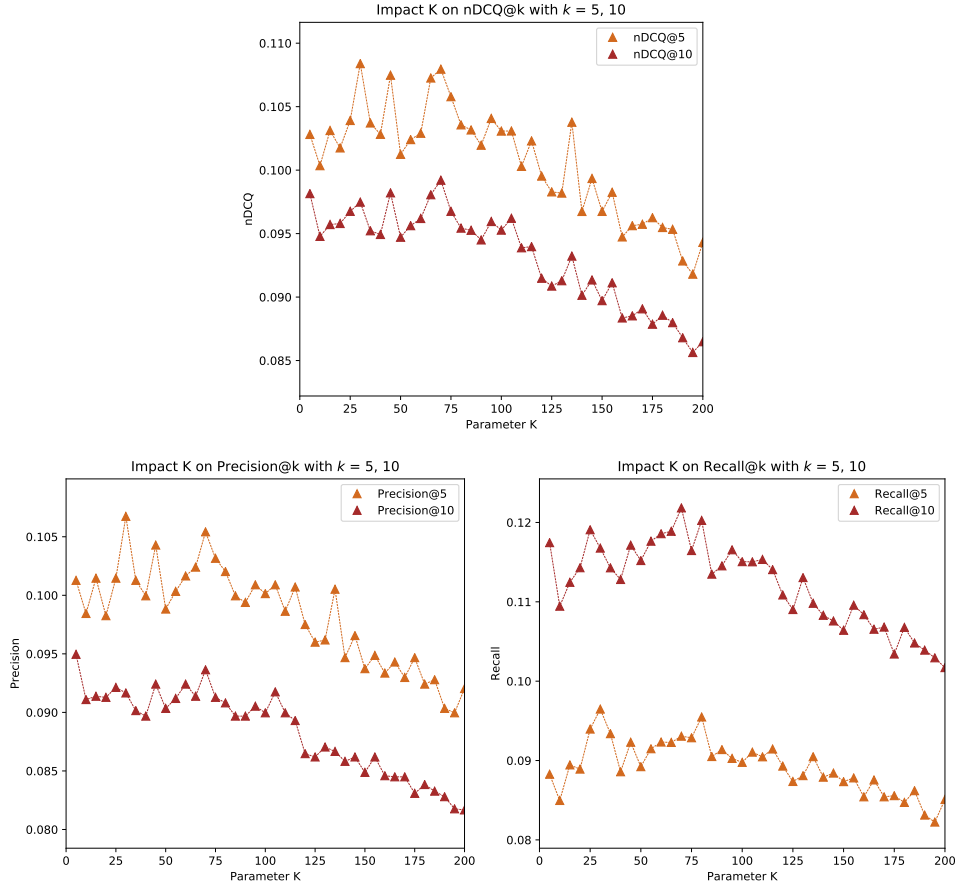 Impact K on nDCQ@k with k = 5, 10
nDCQ@5
nDCQ@10
0.110
0.105
0.100
0.095
0.090
0.085
nDCQ
0 25 50 75 100 125 150 175 200
Parameter K
Impact K on Precision@k with k = 5, 10
Precision@5
Precision@10
0.105
0.100
0.095
0.090
0.085
0.080
Precision
0 25 50 75 100 125 150 175 200
Parameter K
Impact K on Recall@k with k = 5, 10
Recall@5
Recall@10
0.12
0.11
0.10
0.09
0.08
Recall
0 25 50 75 100 125 150 175 200
Parameter K